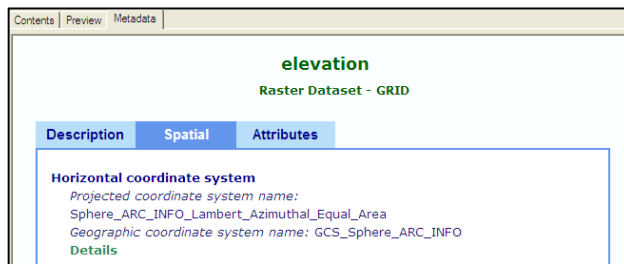 Contents Preview Metadata
elevation
Raster Dataset - GRID
Description Spatial Attributes
Horizontal coordinate system
Projected coordinate system name:
Sphere_ARC_INFO_Lambert_Azimuthal_Equal_Area
Geographic coordinate system name: GCS_Sphere_ARC_INFO
Details